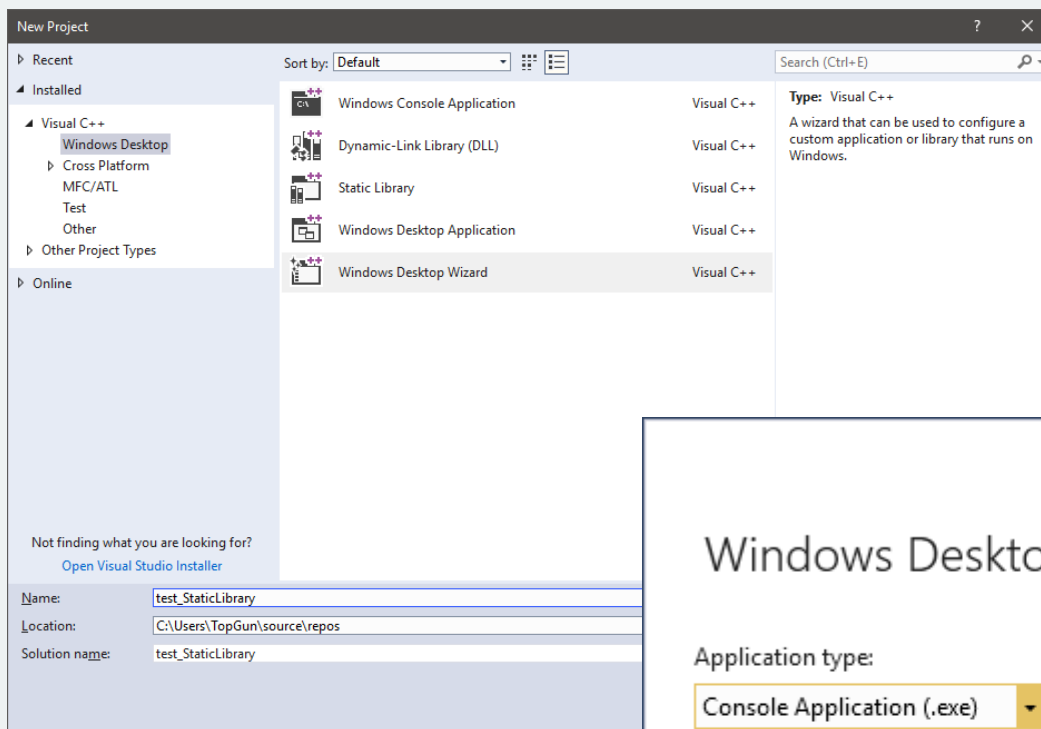 New Project
? ×
Recent
Installed
Visual C++
Windows Desktop
Cross Platform
MFC/ATL
Test
Other
Other Project Types
Online
Not finding what you are looking for?
Open Visual Studio Installer
Sort by: Default
Windows Console Application Visual C++
Dynamic-Link Library (DLL) Visual C++
Static Library Visual C++
Windows Desktop Application Visual C++
Windows Desktop Wizard Visual C++
Search (Ctrl+E)
Type: Visual C++
A wizard that can be used to configure a
custom application or library that runs on
Windows.
Name: test_StaticLibrary
Location: C:\Users\TopGun\source\repos
Solution name: test_StaticLibrary
Windows Deskto
Application type:
Console Application (.exe)